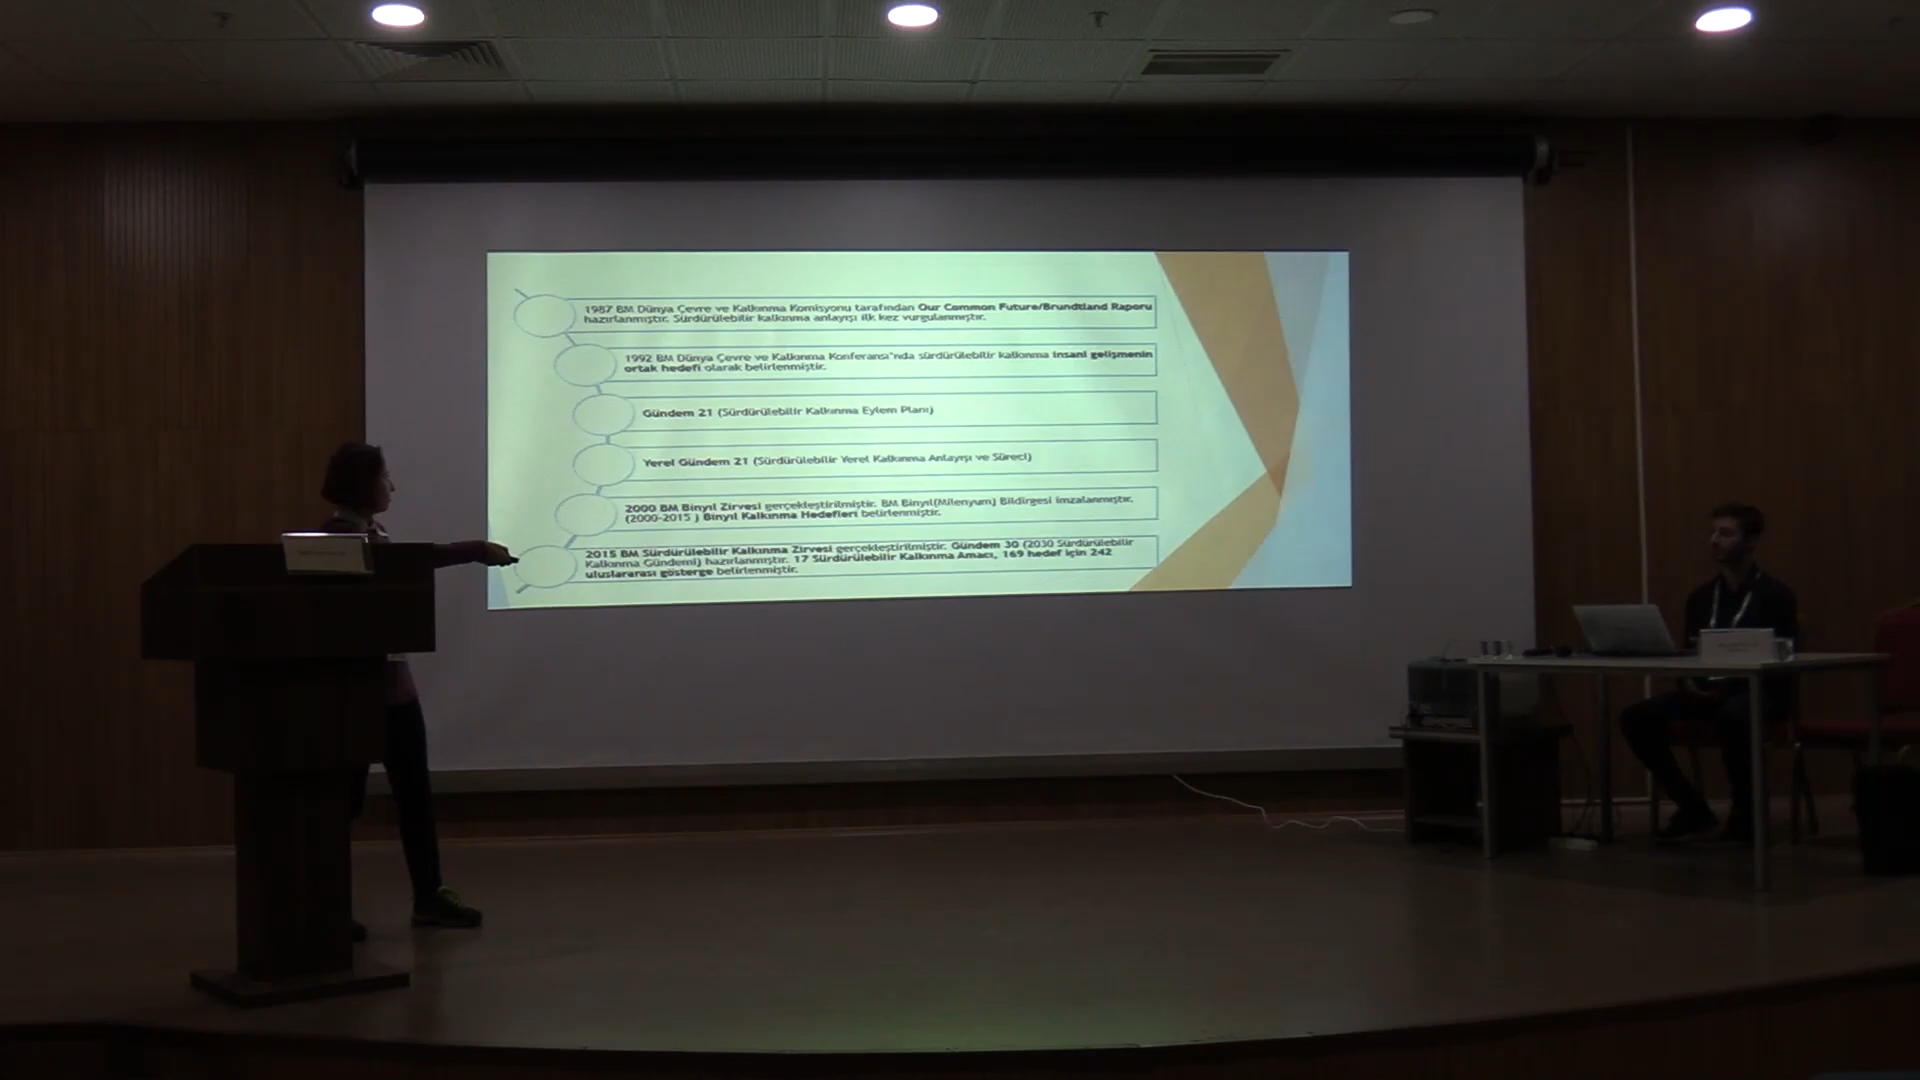 1987 BM Dünya Çevre ve Kalkınma Komisyonu tarafından Our Common Future/Brundtland Raporu
hazırlanmıştır. Sürdürülebilir kalkınma anlayışı ilk kez vurgulanmıştır.
1992 BM Dünya Çevre ve Kalkınma Konferansı'nda sürdürülebilir kalkınma insani gelişmenin
ortak hedefi olarak belirlenmiştir.
Gündem 21 (Sürdürülebilir Kalkınma Eylem Planı)
Yerel Gündem 21 (Sürdürülebilir Yerel Kalkınma Anlayışı ve Süreci)
2000 BM Binyıl Zirvesi gerçekleştirilmiştir. BM Binyıl(Milenyum) Bildirgesi imzalanmıştır.
(2000-2015 ) Binyıl Kalkınma Hedefleri belirlenmiştir.
2015 BM Sürdürülebilir Kalkınma Zirvesi gerçekleştirilmiştir. Gündem 30 (2030 Sürdürülebilir
Kalkınma Gündemi) hazırlanmıştır. 17 Sürdürülebilir Kalkınma Amacı, 169 hedef için 242
uluslararası gösterge belirlenmiştir.